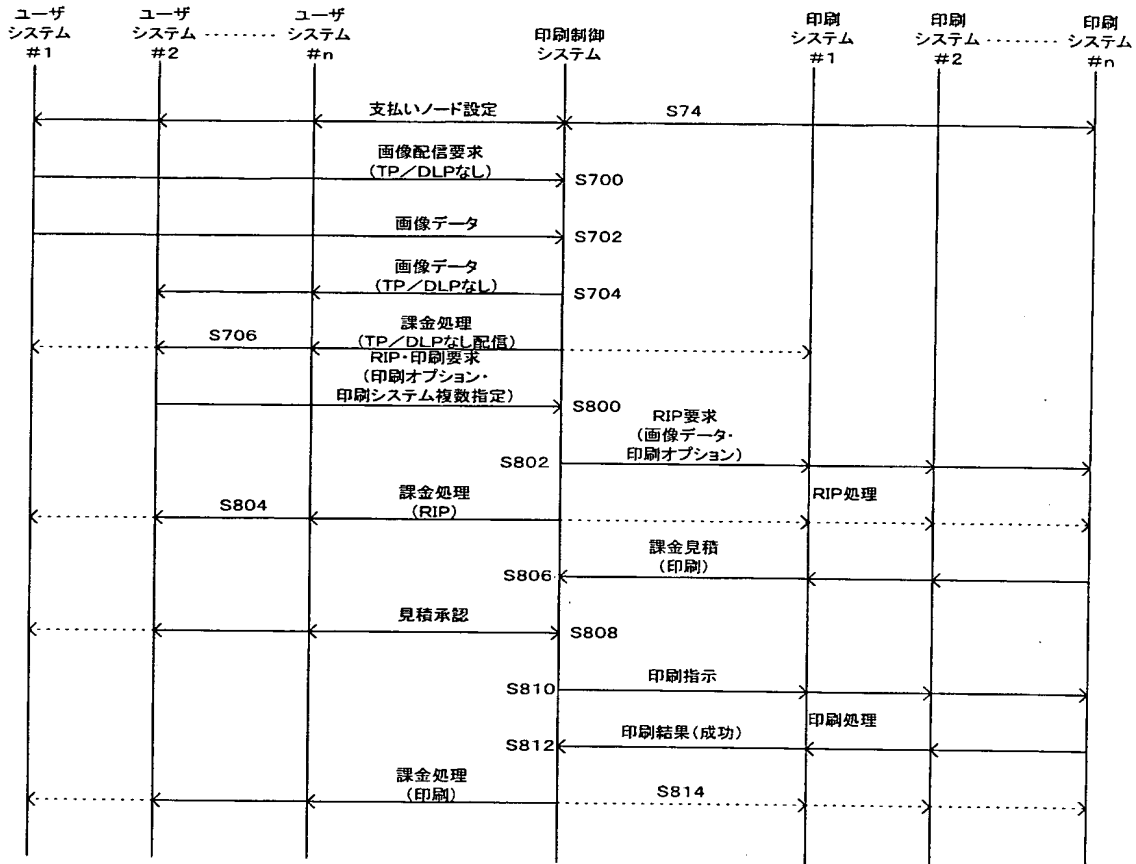 ユーザ
システム
#1
ユーザ
システム
#2
ユーザ
システム
#n
印刷制御
システム
印刷
システム
#1
印刷
システム
#2
印刷
システム
#n
支払いノード設定
S74
画像配信要求
(TP/DLPなし)
S700
画像データ
S702
画像データ
(TP/DLPなし)
S704
課金処理
(TP/DLPなし配信)
S706
RIP・印刷要求
(印刷オプション・
印刷システム複数指定)
S800
RIP要求
(画像データ・
印刷オプション)
S802
RIP処理
課金処理
(RIP)
S804
課金見積
(印刷)
S806
見積承認
S808
印刷指示
S810
印刷処理
印刷結果(成功)
S812
課金処理
(印刷)
S814